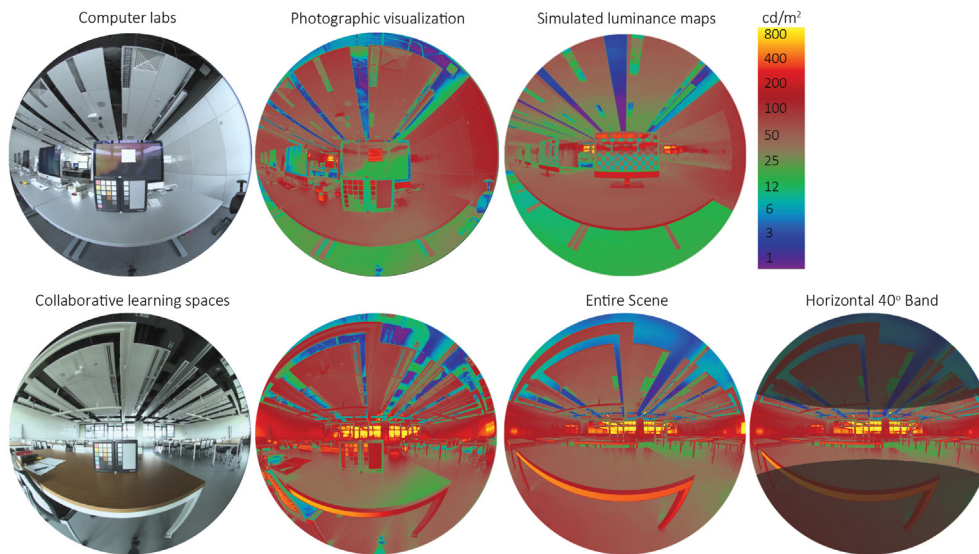 Computer labs
Photographic visualization
Simulated luminance maps
cd/m²
800
400
200
100
50
25
12
6
3
1
Collaborative learning spaces
Entire Scene
Horizontal 40° Band